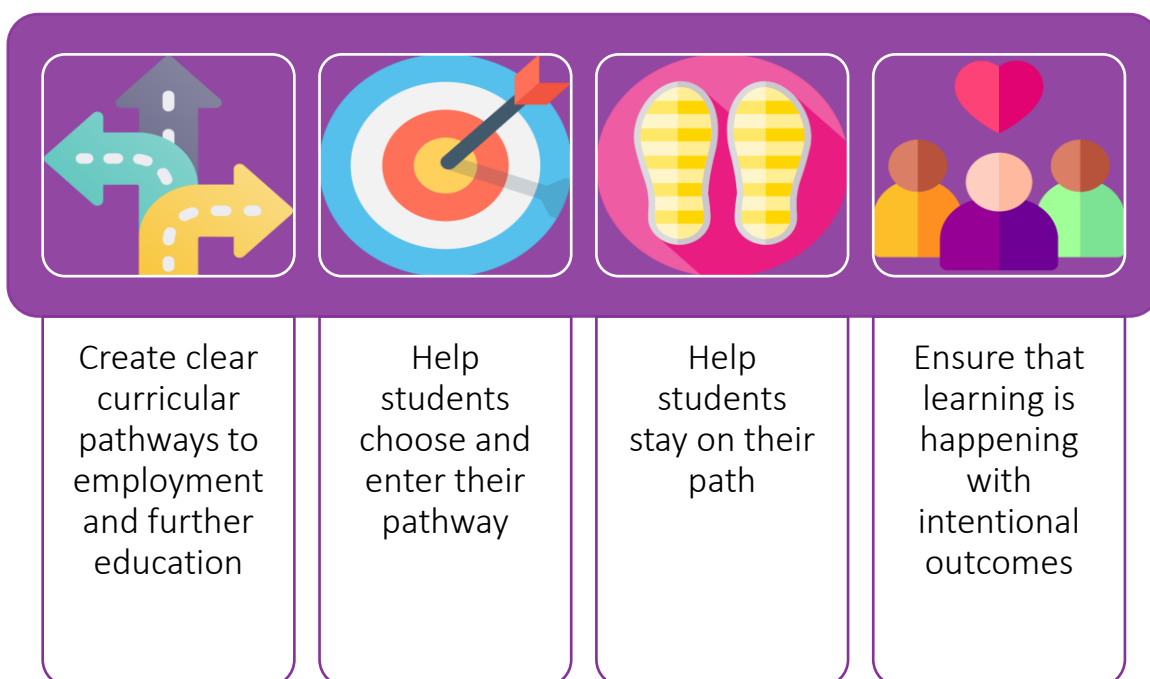 Create clear
curricular
pathways to
employment
and further
education
Help
students
choose and
enter their
pathway
Help
students
stay on their
path
Ensure that
learning is
happening
with
intentional
outcomes